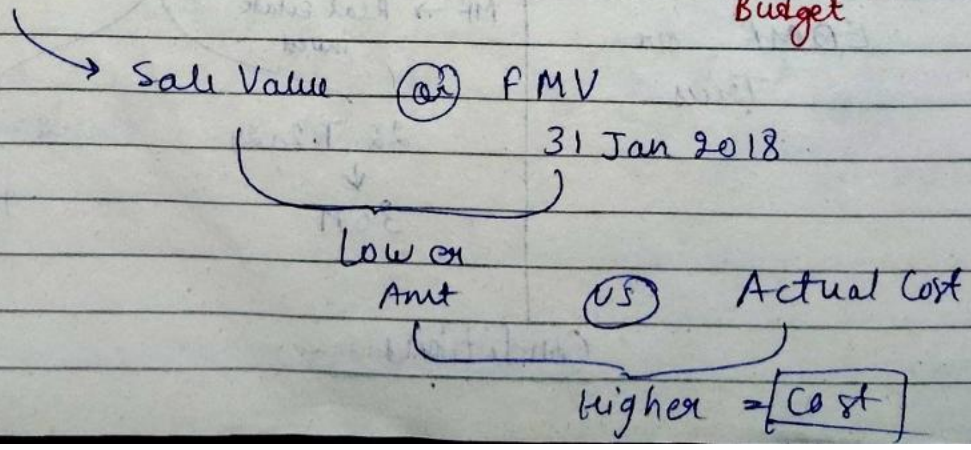 Budget
Sale Value or FMV
31 Jan 2018
Lower
Amt VS Actual Cost
Higher = Cost